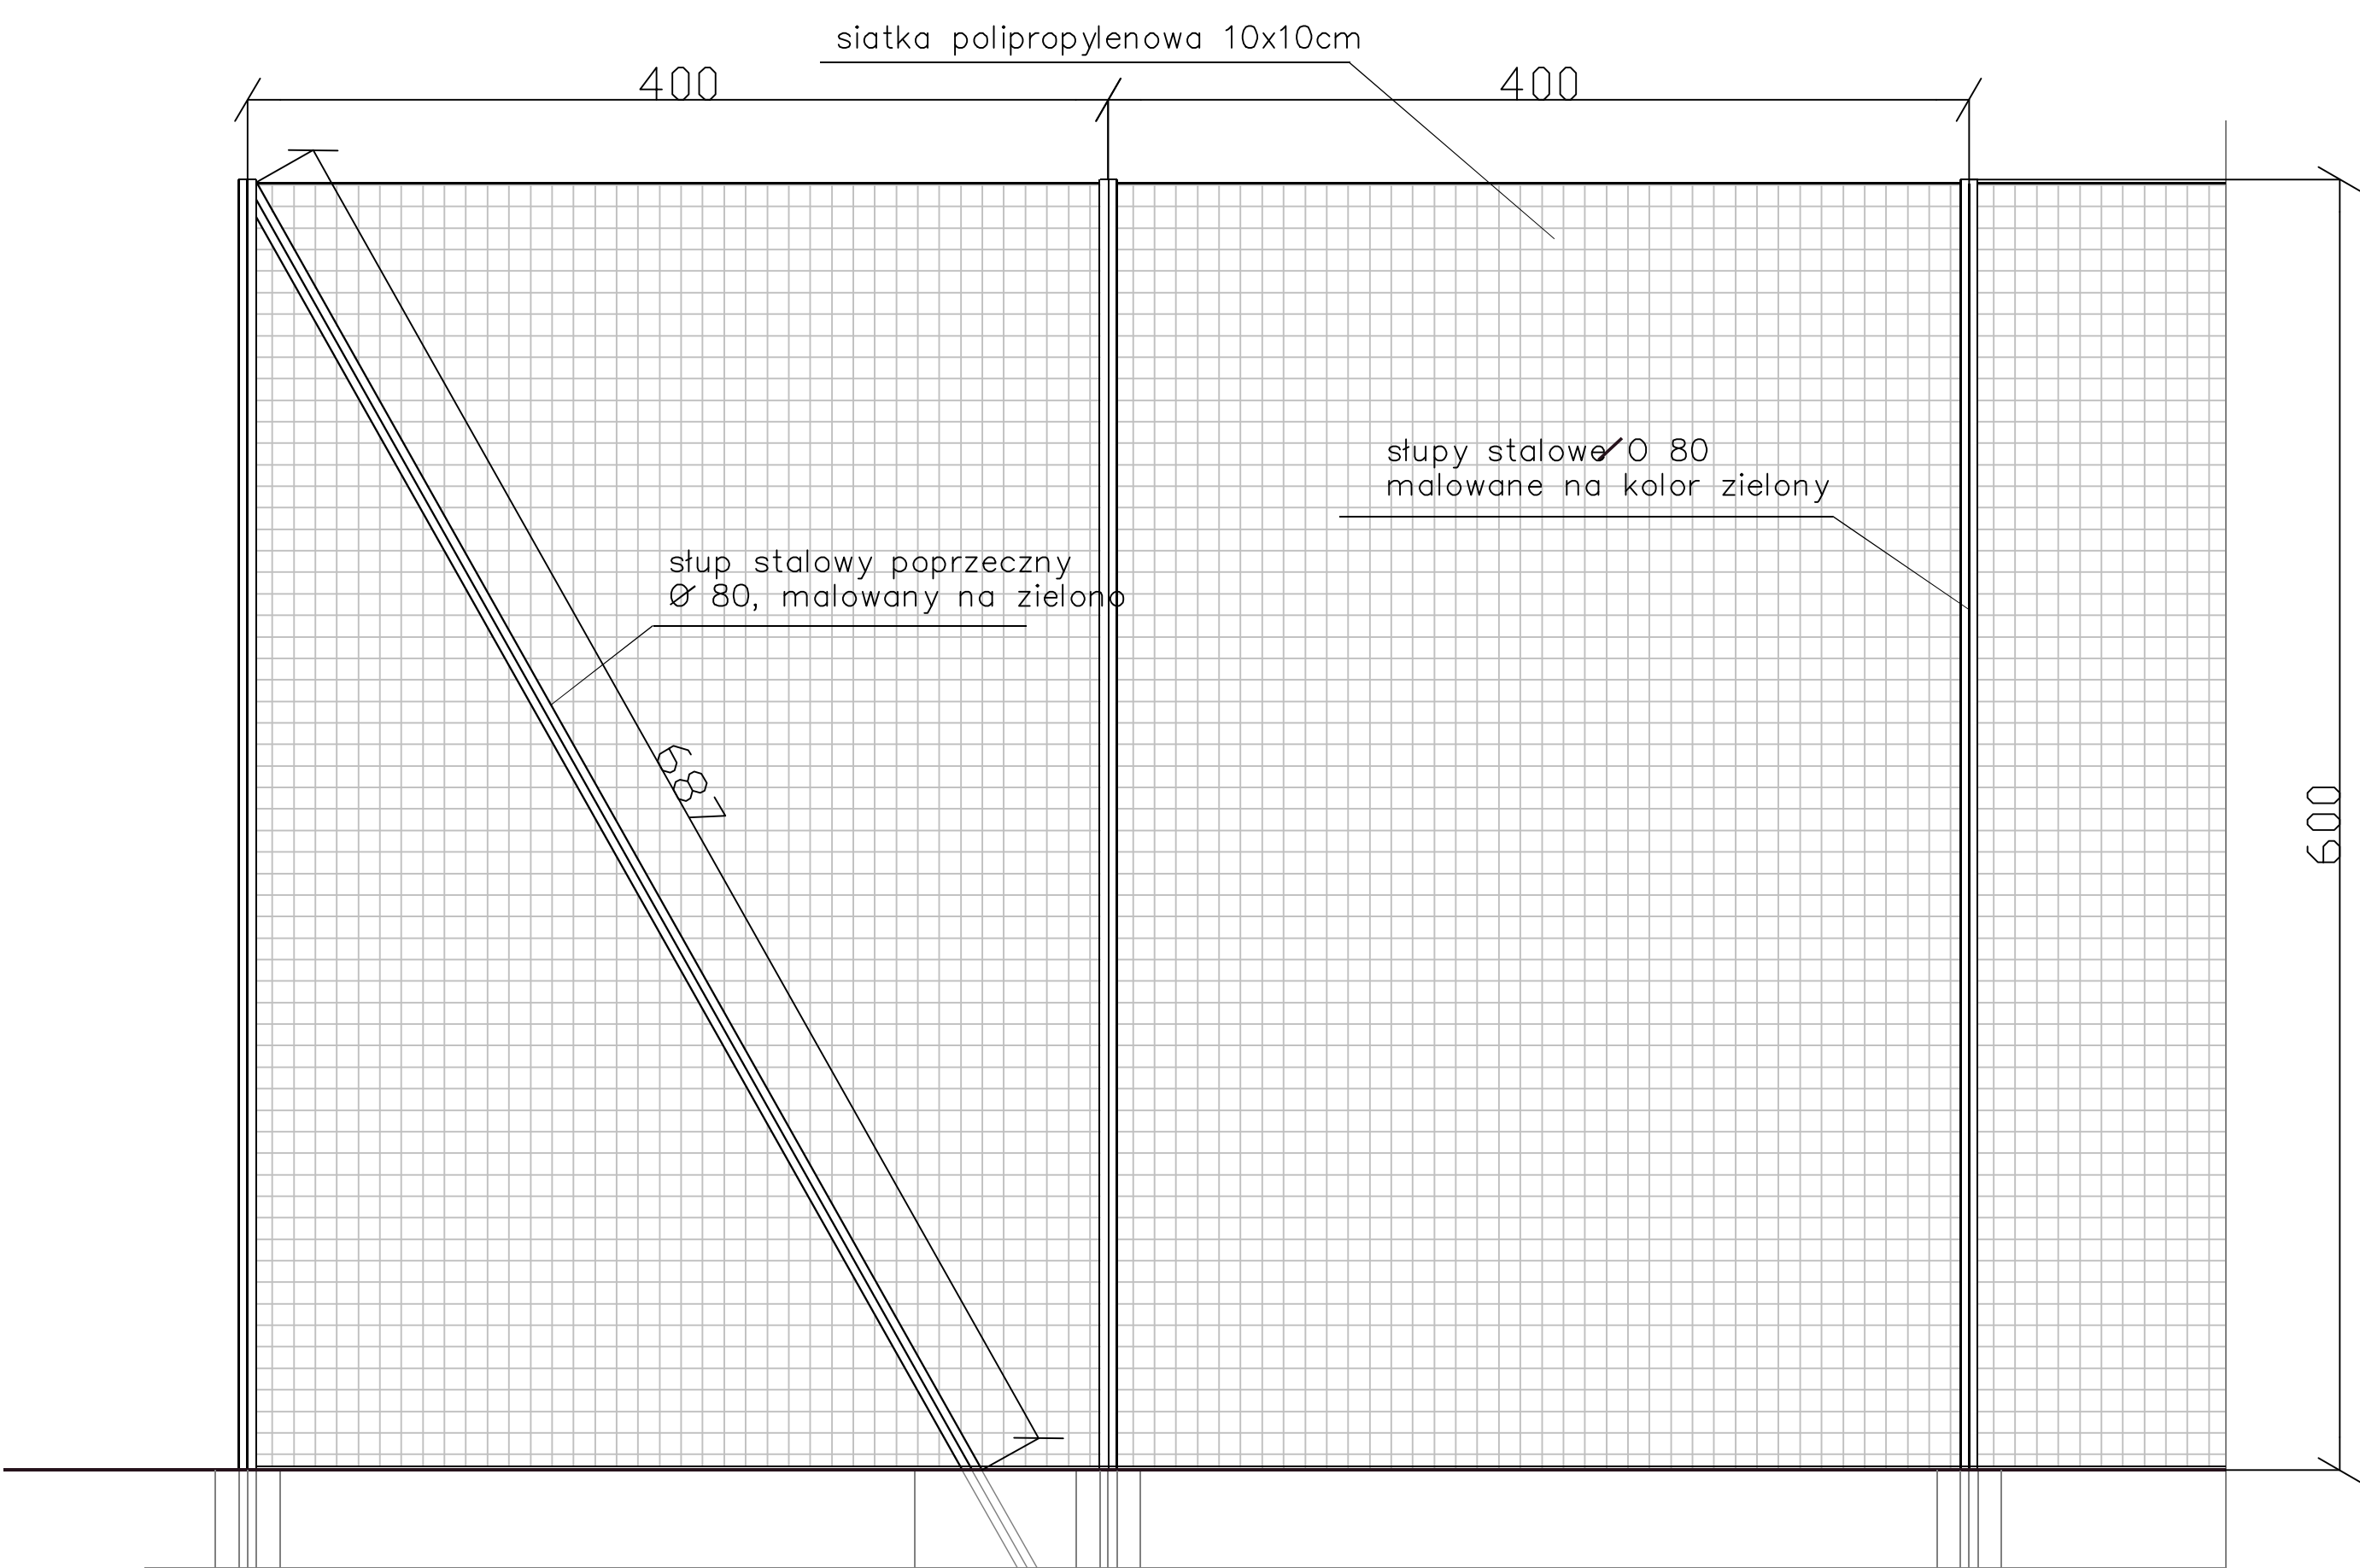 siatka polipropylenowa 10x10cm
400
400
słupy stalowe O 80
malowane na kolor zielony
słup stalowy poprzeczny
Ø 80, malowany na zielono
687
600